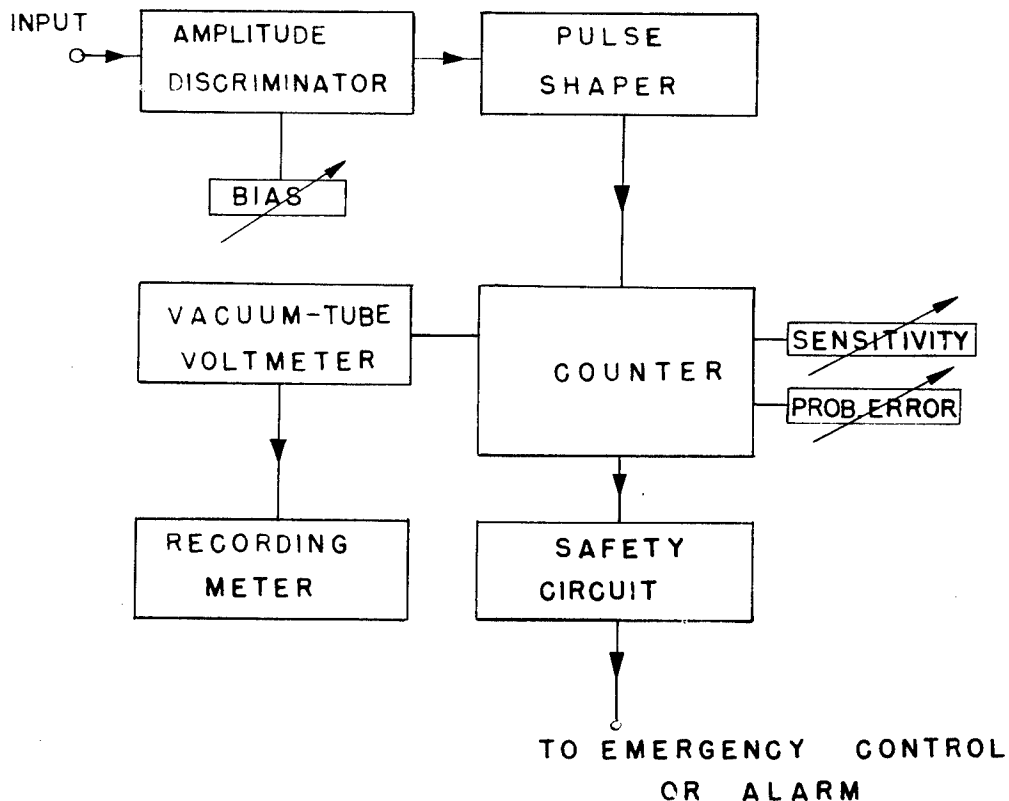 INPUT
AMPLITUDE
DISCRIMINATOR
PULSE
SHAPER
BIAS
VACUUM-TUBE
VOLTMETER
COUNTER
SENSITIVITY
PROB. ERROR
RECORDING
METER
SAFETY
CIRCUIT
TO EMERGENCY CONTROL
OR ALARM